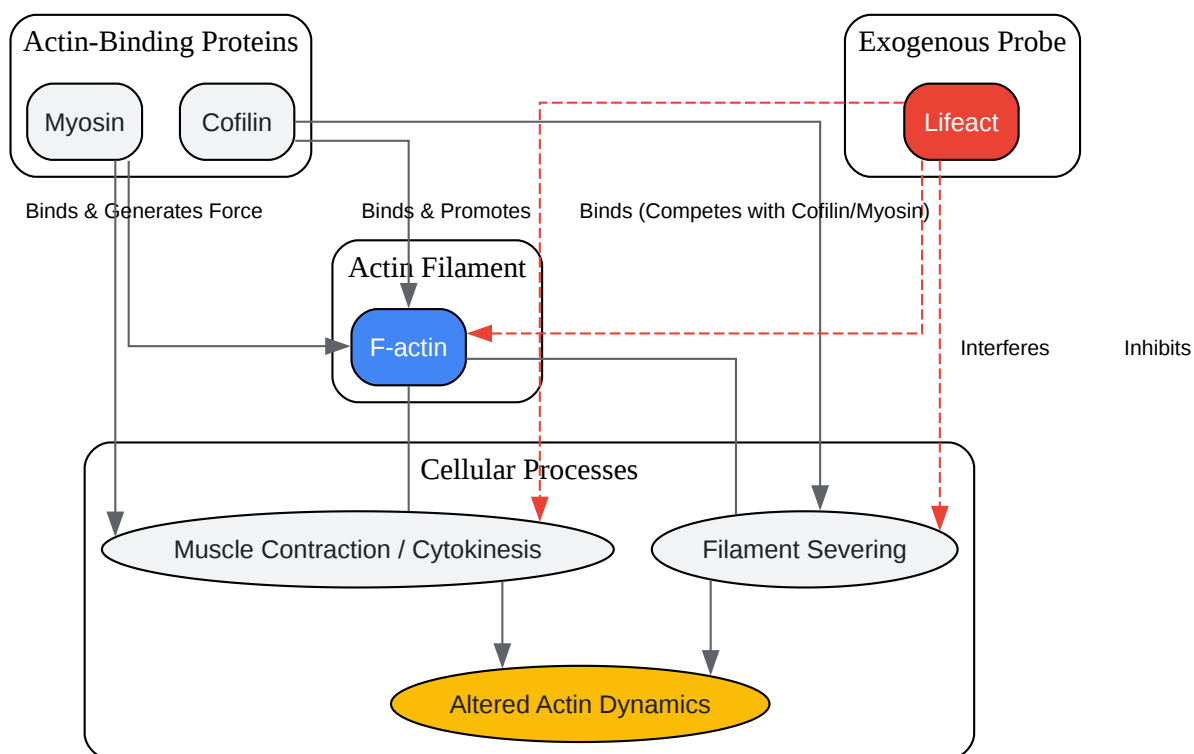 Actin-Binding Proteins
Exogenous Probe
Myosin
Cofilin
Lifeact
Binds & Generates Force
Binds & Promotes
Binds (Competes with Cofilin/Myosin)
Actin Filament
F-actin
Interferes
Inhibits
Cellular Processes
Muscle Contraction / Cytokinesis
Filament Severing
Altered Actin Dynamics